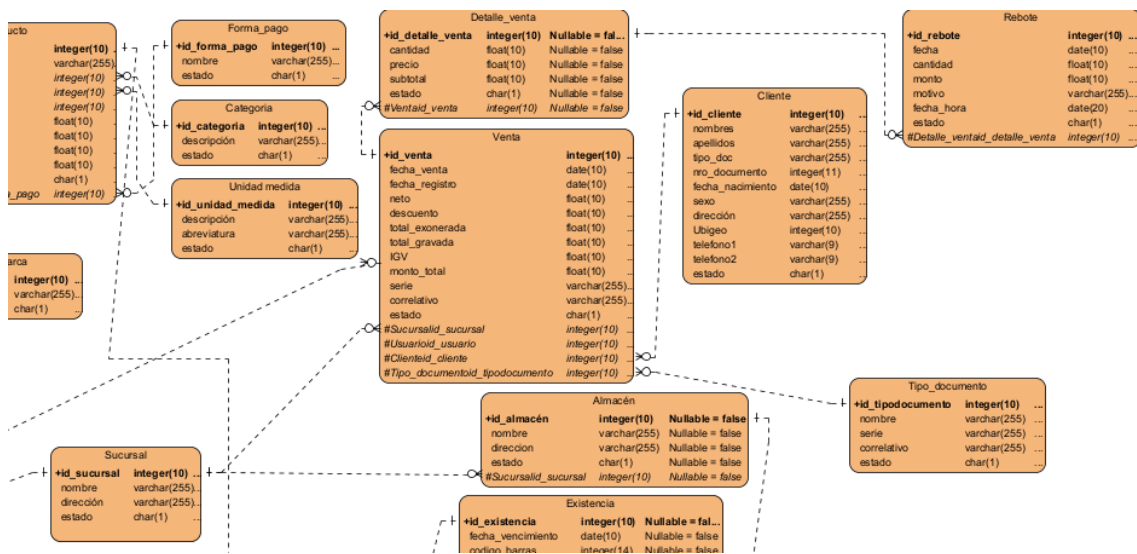 ucto
integer(10) ...
varchar(255)...
integer(10) ...
integer(10) ...
integer(10) ...
float(10) ...
float(10) ...
float(10) ...
float(10) ...
char(1) ...
a_pago integer(10) ...
arca
integer(10) ...
varchar(255)...
char(1) ...
Forma_pago
+id_forma_pago integer(10) ...
nombre varchar(255)...
estado char(1) ...
Categoria
+id_categoria integer(10) ...
descripción varchar(255)...
estado char(1) ...
Unidad medida
+id_unidad_medida integer(10) ...
descripción varchar(255)...
abreviatura varchar(255)...
estado char(1) ...
Detalle_venta
+id_detalle_venta integer(10) Nullable = fal...
cantidad float(10) Nullable = false
precio float(10) Nullable = false
subtotal float(10) Nullable = false
estado char(1) Nullable = false
#Ventaid_venta integer(10) Nullable = false
Venta
+id_venta integer(10) ...
fecha_venta date(10) ...
fecha_registro date(10) ...
neto float(10) ...
descuento float(10) ...
total_exonerada float(10) ...
total_gravada float(10) ...
IGV float(10) ...
monto_total float(10) ...
serie varchar(255)...
correlativo varchar(255)...
estado char(1) ...
#Sucursalid_sucursal integer(10) ...
#Usuarioid_usuario integer(10) ...
#Clienteid_cliente integer(10) ...
#Tipo_documentoid_tipodocumento integer(10) ...
Cliente
+id_cliente integer(10) ...
nombres varchar(255) ...
apellidos varchar(255) ...
tipo_doc varchar(255) ...
nro_documento integer(11) ...
fecha_nacimiento date(10) ...
sexo varchar(255) ...
dirección varchar(255) ...
Ubigeo integer(10) ...
telefono1 varchar(9) ...
telefono2 varchar(9) ...
estado char(1) ...
Rebote
+id_rebote integer(10) ...
fecha date(10) ...
cantidad float(10) ...
monto float(10) ...
motivo varchar(255)...
fecha_hora date(20) ...
estado char(1) ...
#Detalle_ventaid_detalle_venta integer(10) ...
Tipo_documento
+id_tipodocumento integer(10) ...
nombre varchar(255) ...
serie varchar(255) ...
correlativo varchar(255) ...
estado char(1) ...
Almacén
+id_almacén integer(10) Nullable = false
nombre varchar(255) Nullable = false
direccion varchar(255) Nullable = false
estado char(1) Nullable = false
#Sucursalid_sucursal integer(10) Nullable = false
Sucursal
+id_sucursal integer(10) ...
nombre varchar(255)...
dirección varchar(255)...
estado char(1) ...
Existencia
+id_existencia integer(10) Nullable = fal...
fecha_vencimiento date(10) Nullable = false
codigo_barras integer(14) Nullable = false